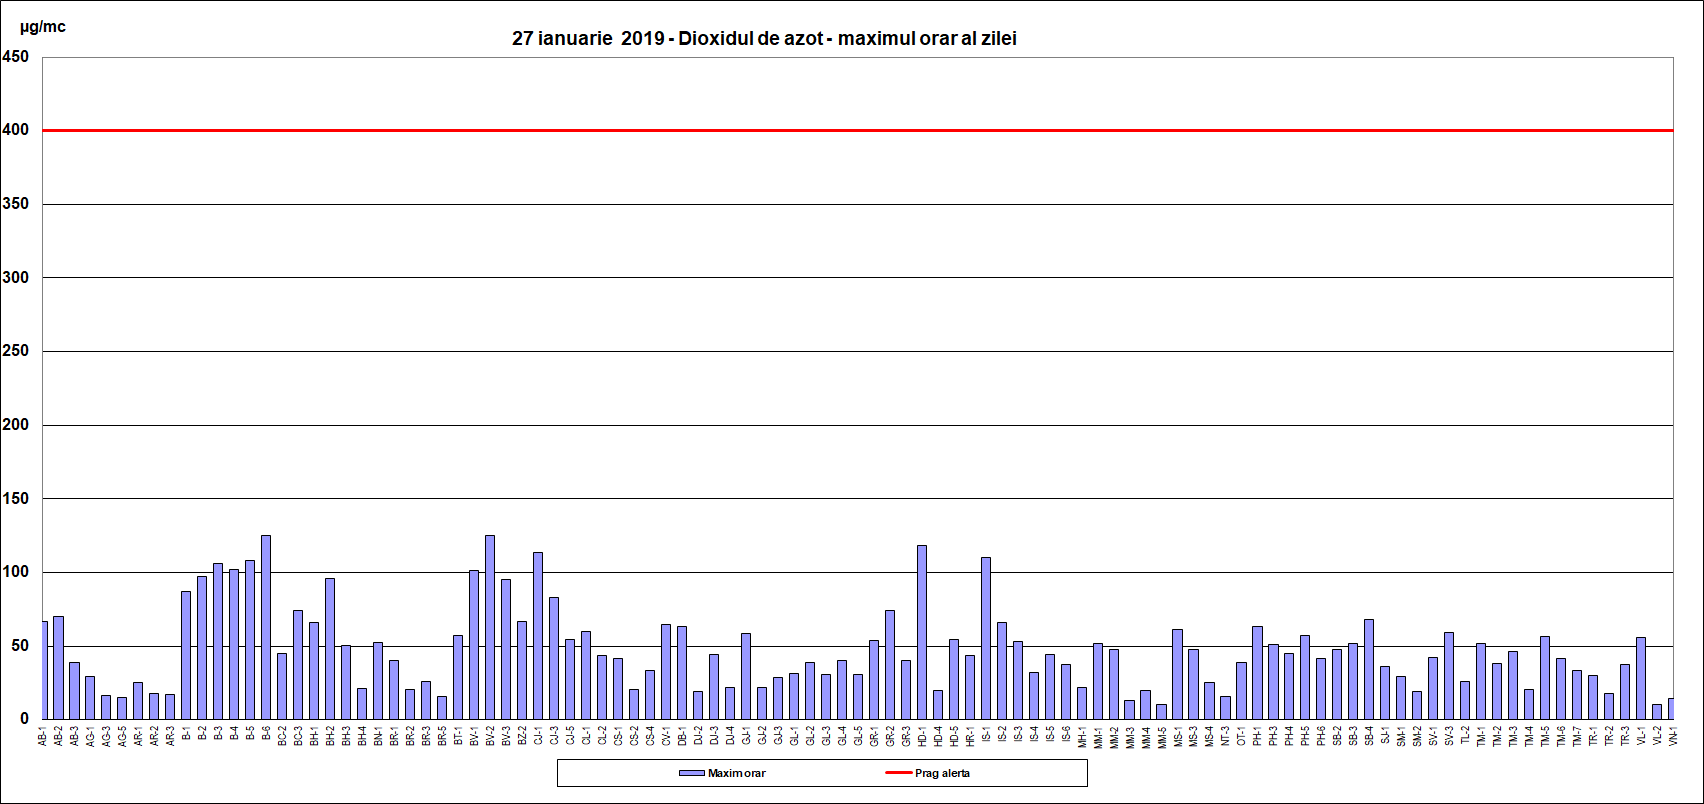 µg/mc
27 ianuarie 2019 - Dioxidul de azot - maximul orar al zilei
450
400
350
300
250
200
150
100
50
0
AB-1 AB-2 AB-3 AG-1 AG-3 AG-5 AR-1 AR-2 AR-3 B-1 B-2 B-3 B-4 B-5 B-6 BC-2 BC-3 BH-1 BH-2 BH-3 BH-4 BN-1 BR-1 BR-2 BR-3 BR-5 BT-1 BV-1 BV-2 BV-3 BZ-2 CJ-1 CJ-3 CJ-5 CL-1 CL-2 CS-1 CS-2 CS-4 CV-1 DB-1 DJ-2 DJ-3 DJ-4 GJ-1 GJ-2 GJ-3 GL-1 GL-2 GL-3 GL-4 GL-5 GR-1 GR-2 GR-3 HD-1 HD-4 HD-5 HR-1 IS-1 IS-2 IS-3 IS-4 IS-5 IS-6 MH-1 MM-1 MM-2 MM-3 MM-4 MM-5 MS-1 MS-3 MS-4 NT-3 OT-1 PH-1 PH-3 PH-4 PH-5 PH-6 SB-2 SB-3 SB-4 SJ-1 SM-1 SM-2 SV-1 SV-3 TL-2 TM-1 TM-2 TM-3 TM-4 TM-5 TM-6 TM-7 TR-1 TR-2 TR-3 VL-1 VL-2 VN-1
Maxim orar Prag alerta